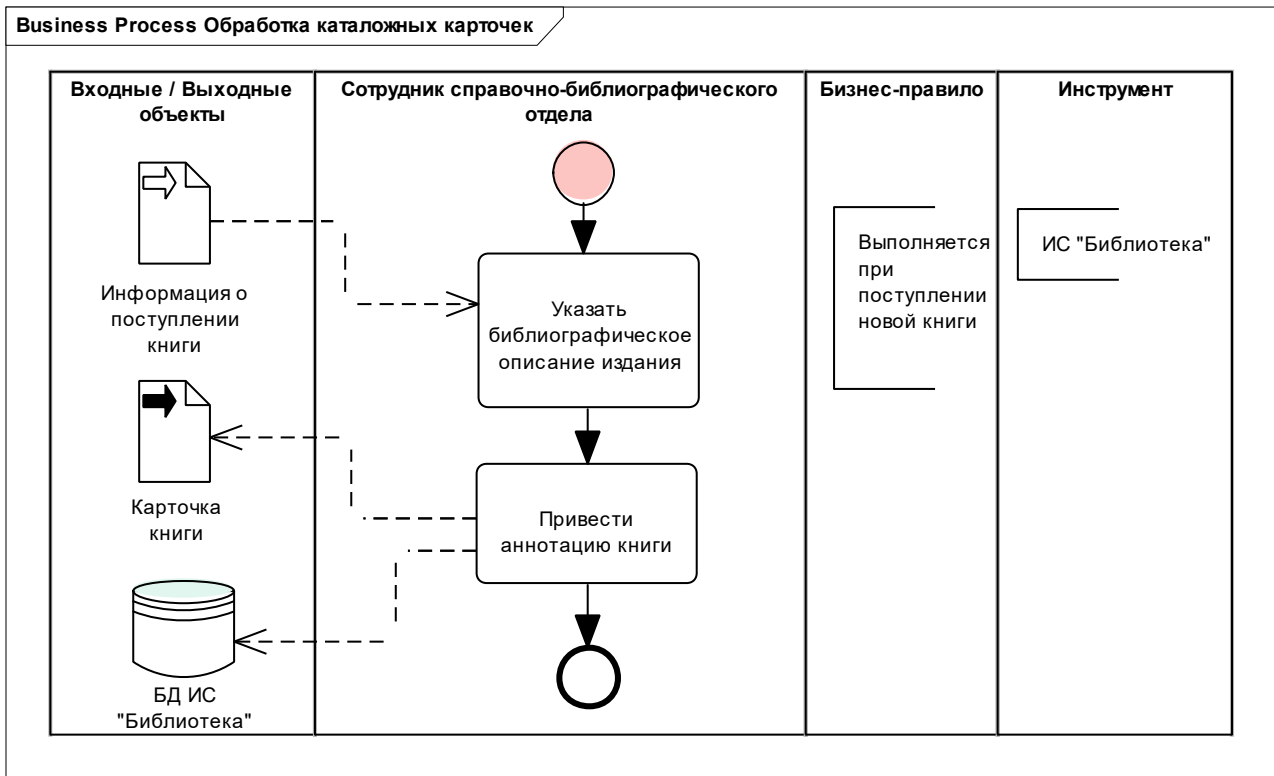 Business Process Обработка каталожных карточек
Входные / Выходные
объекты
Сотрудник справочно-библиографического
отдела
Бизнес-правило
Инструмент
Информация о
поступлении
книги
Указать
библиографическое
описание издания
Выполняется
при
поступлении
новой книги
ИС "Библиотека"
Карточка
книги
Привести
аннотацию книги
БД ИС
"Библиотека"